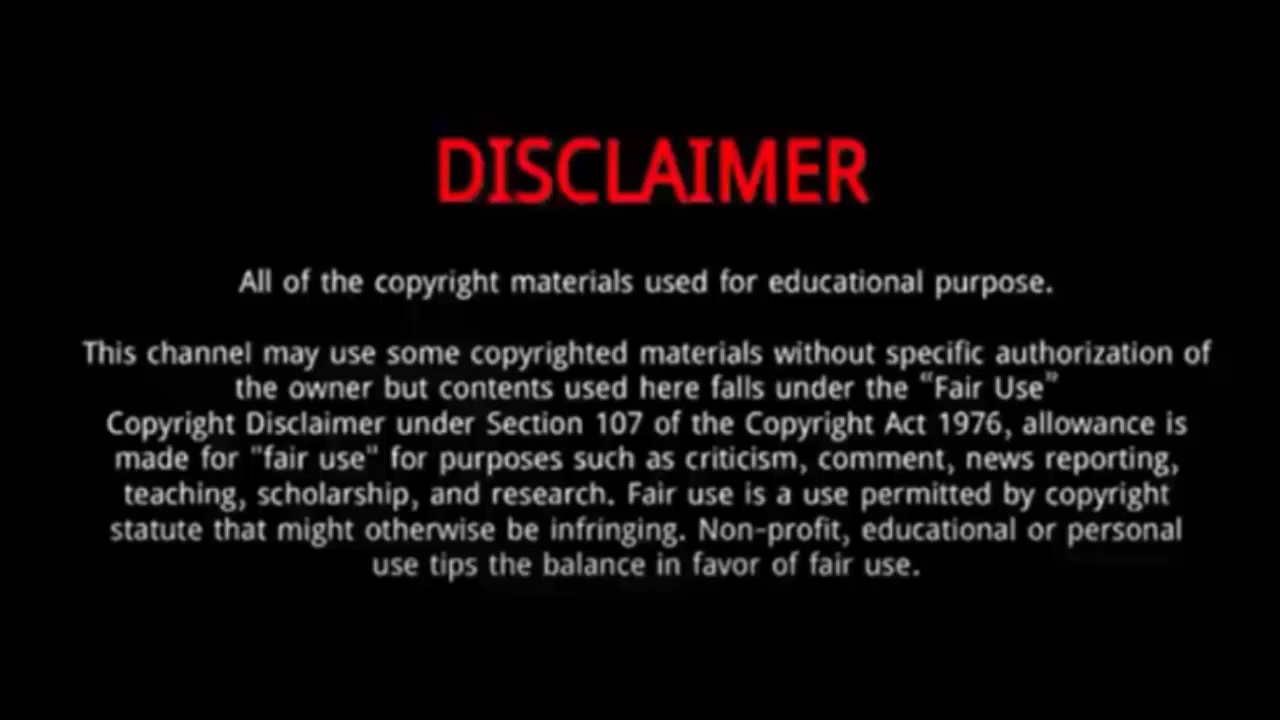 DISCLAIMER
All of the copyright materials used for educational purpose.
This channel may use some copyrighted materials without specific authorization of
the owner but contents used here falls under the “Fair Use”
Copyright Disclaimer under Section 107 of the Copyright Act 1976, allowance is
made for "fair use" for purposes such as criticism, comment, news reporting,
teaching, scholarship, and research. Fair use is a use permitted by copyright
statute that might otherwise be infringing. Non-profit, educational or personal
use tips the balance in favor of fair use.